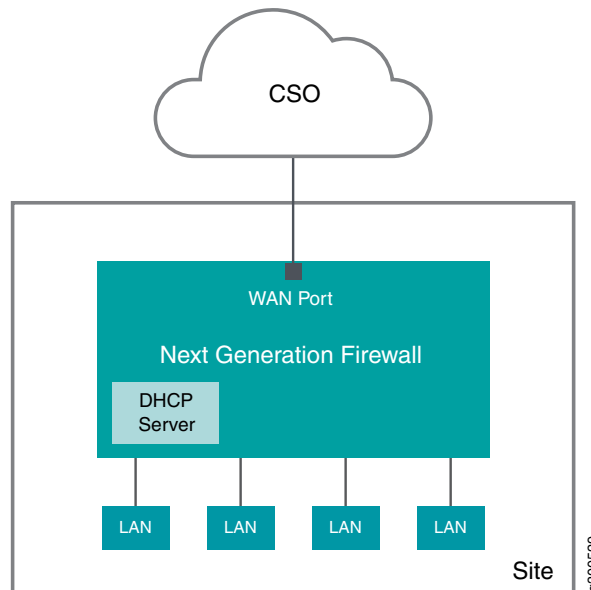 CSO
WAN Port
Next Generation Firewall
DHCP
Server
LAN
LAN
LAN
LAN
Site